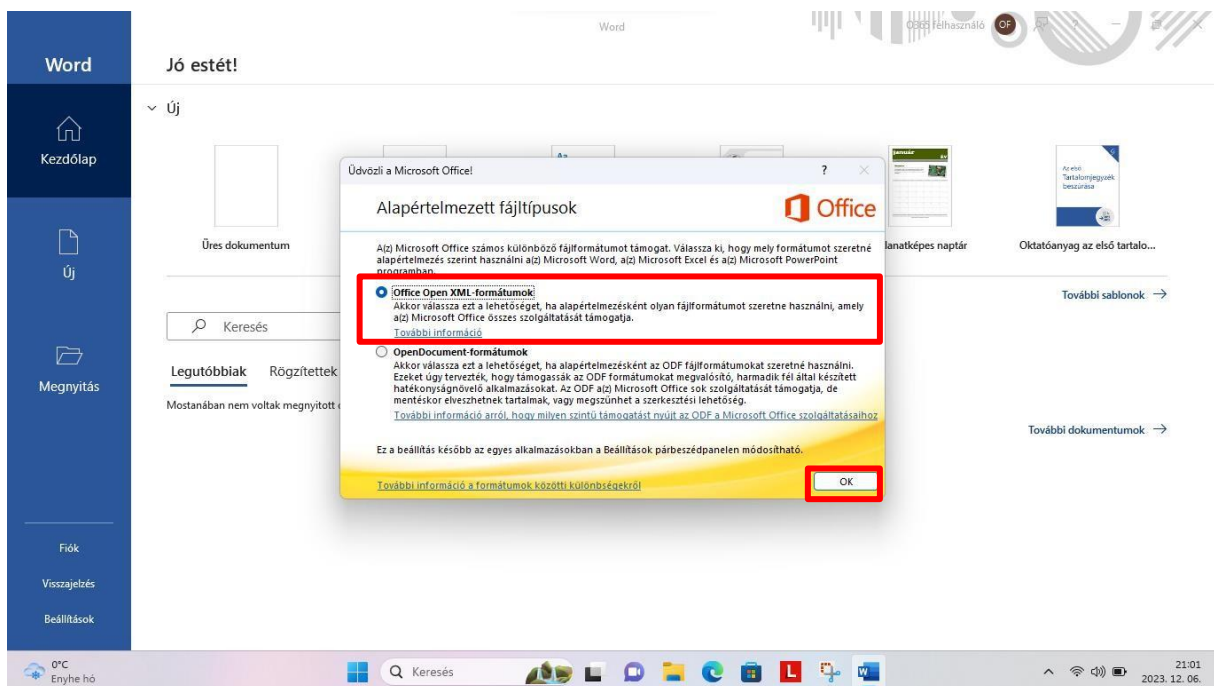 Word
O365 felhasználó
OF
Word
Jó estét!
Új
Kezdőlap
Üdvözli a Microsoft Office!
?
Alapértelmezett fájltípusok
Office
Az első
Tartalomjegyzék
beszúrása
A(z) Microsoft Office számos különböző fájlformátumot támogat. Válassza ki, hogy mely formátumot szeretné
alapértelmezés szerint használni a(z) Microsoft Word, a(z) Microsoft Excel és a(z) Microsoft PowerPoint
programban.
Üres dokumentum
lanatképes naptár
Oktatóanyag az első tartalo...
Új
Office Open XML-formátumok
Akkor válassza ezt a lehetőséget, ha alapértelmezésként olyan fájlformátumot szeretne használni, amely
a(z) Microsoft Office összes szolgáltatását támogatja.
További információ
További sablonok
Keresés
OpenDocument-formátumok
Akkor válassza ezt a lehetőséget, ha alapértelmezésként az ODF fájlformátumokat szeretné használni.
Ezeket úgy tervezték, hogy támogassák az ODF formátumokat megvalósító, harmadik fél által készített
hatékonyságnövelő alkalmazásokat. Az ODF a(z) Microsoft Office sok szolgáltatását támogatja, de
mentéskor elveszhetnek tartalmak, vagy megszűnhet a szerkesztési lehetőség.
További információ arról, hogy milyen szintű támogatást nyújt az ODF a Microsoft Office szolgáltatásaihoz
Legutóbbiak Rögzítettek
Megnyitás
Mostanában nem voltak megnyitott
További dokumentumok
Ez a beállítás később az egyes alkalmazásokban a Beállítások párbeszédpanelen módosítható.
További információ a formátumok közötti különbségekről
OK
Fiók
Visszajelzés
Beállítások
0°C
Enyhe hó
Keresés
21:01
2023. 12. 06.